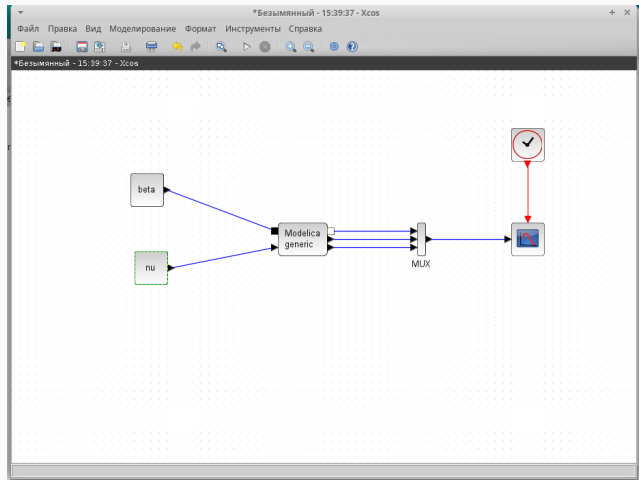 *Безымянный - 15:39:37 - Xcos
Файл Правка Вид Моделирование Формат Инструменты Справка
*Безымянный - 15:39:37 - Xcos
beta
Modelica
generic
MUX
nu